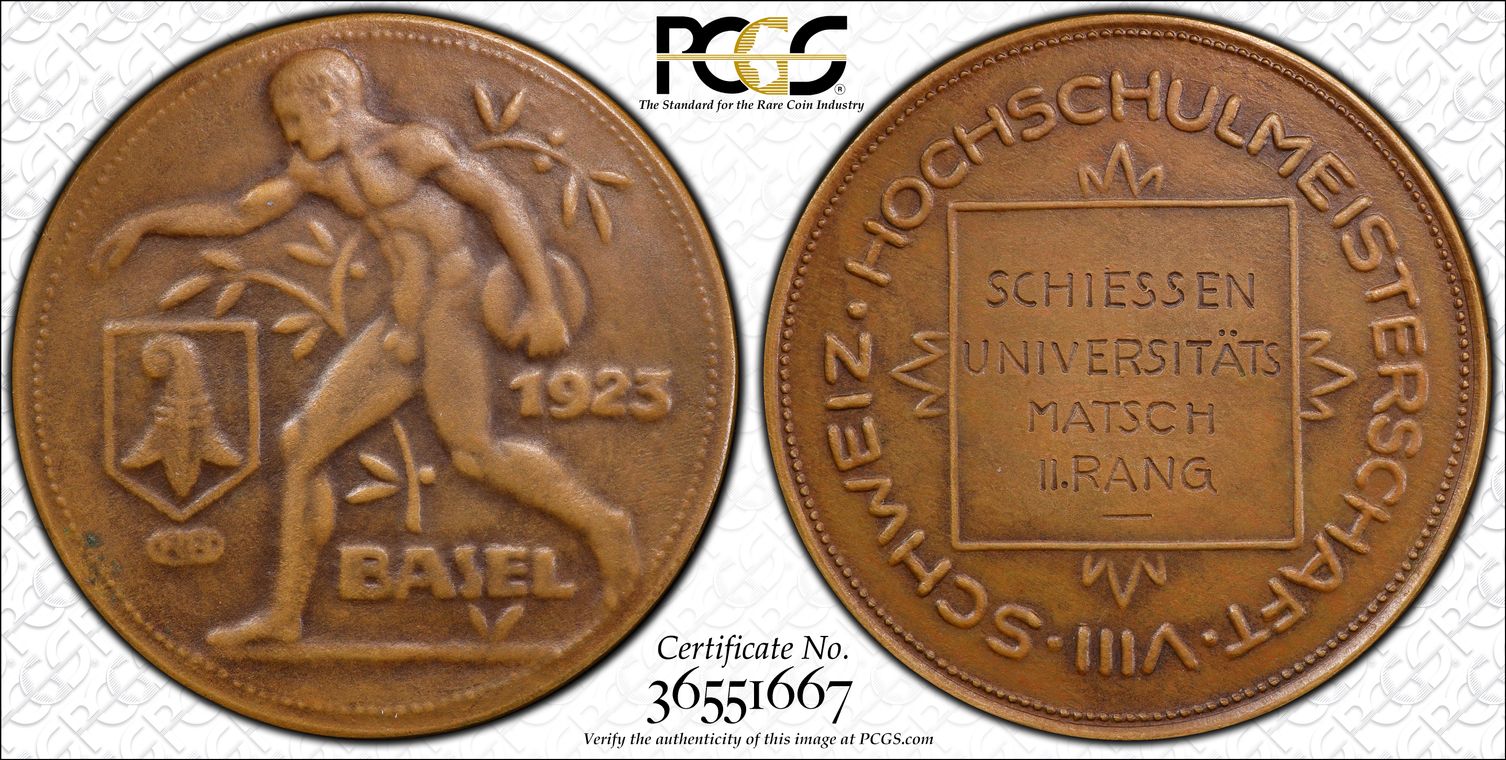 PCGS
The Standard for the Rare Coin Industry
1923
BASEL
VIII · SCHWEIZ · HOCHSCHULMEISTERSCHAFT ·
SCHIESSEN
UNIVERSITÄTS
MATSCH
II.RANG
Certificate No.
36551667
Verify the authenticity of this image at PCGS.com